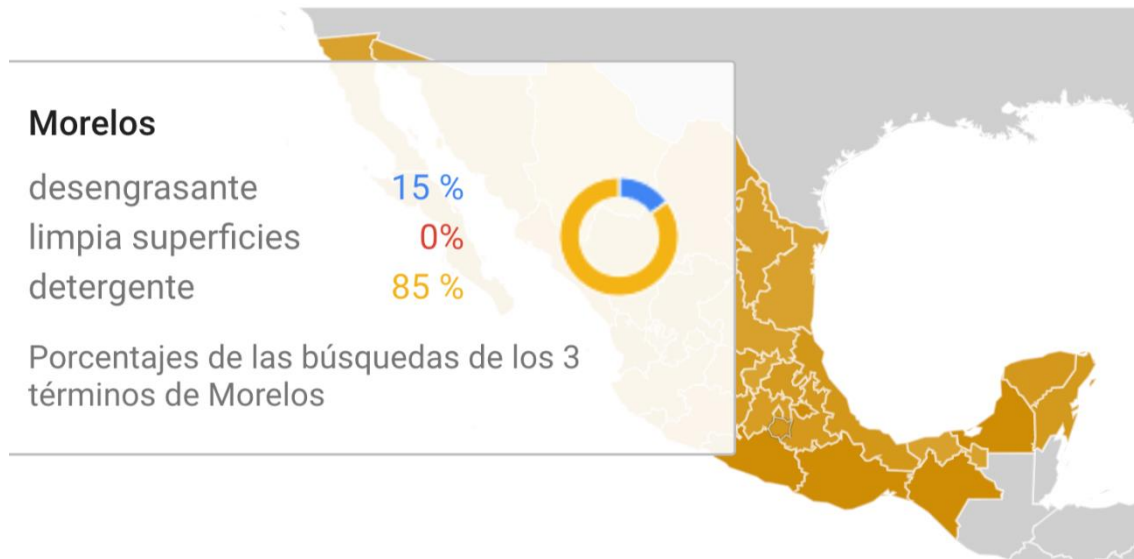 Morelos
desengrasante 15 %
limpia superficies 0%
detergente 85 %
Porcentajes de las búsquedas de los 3
términos de Morelos